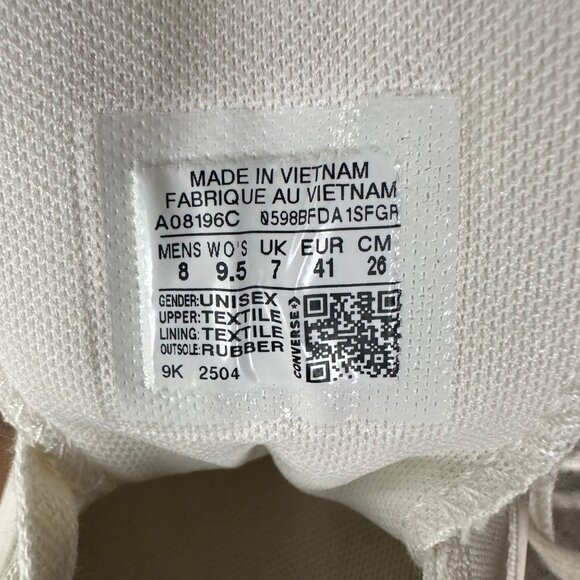 MADE IN VIETNAM
FABRIQUE AU VIETNAM
A08196C 0598BFDA1SFGR
MENS WO'S UK EUR CM
8 9.5 7 41 26
GENDER:UNISEX
UPPER:TEXTILE
LINING:TEXTILE
OUTSOLE:RUBBER
CONVERSE
9K 2504